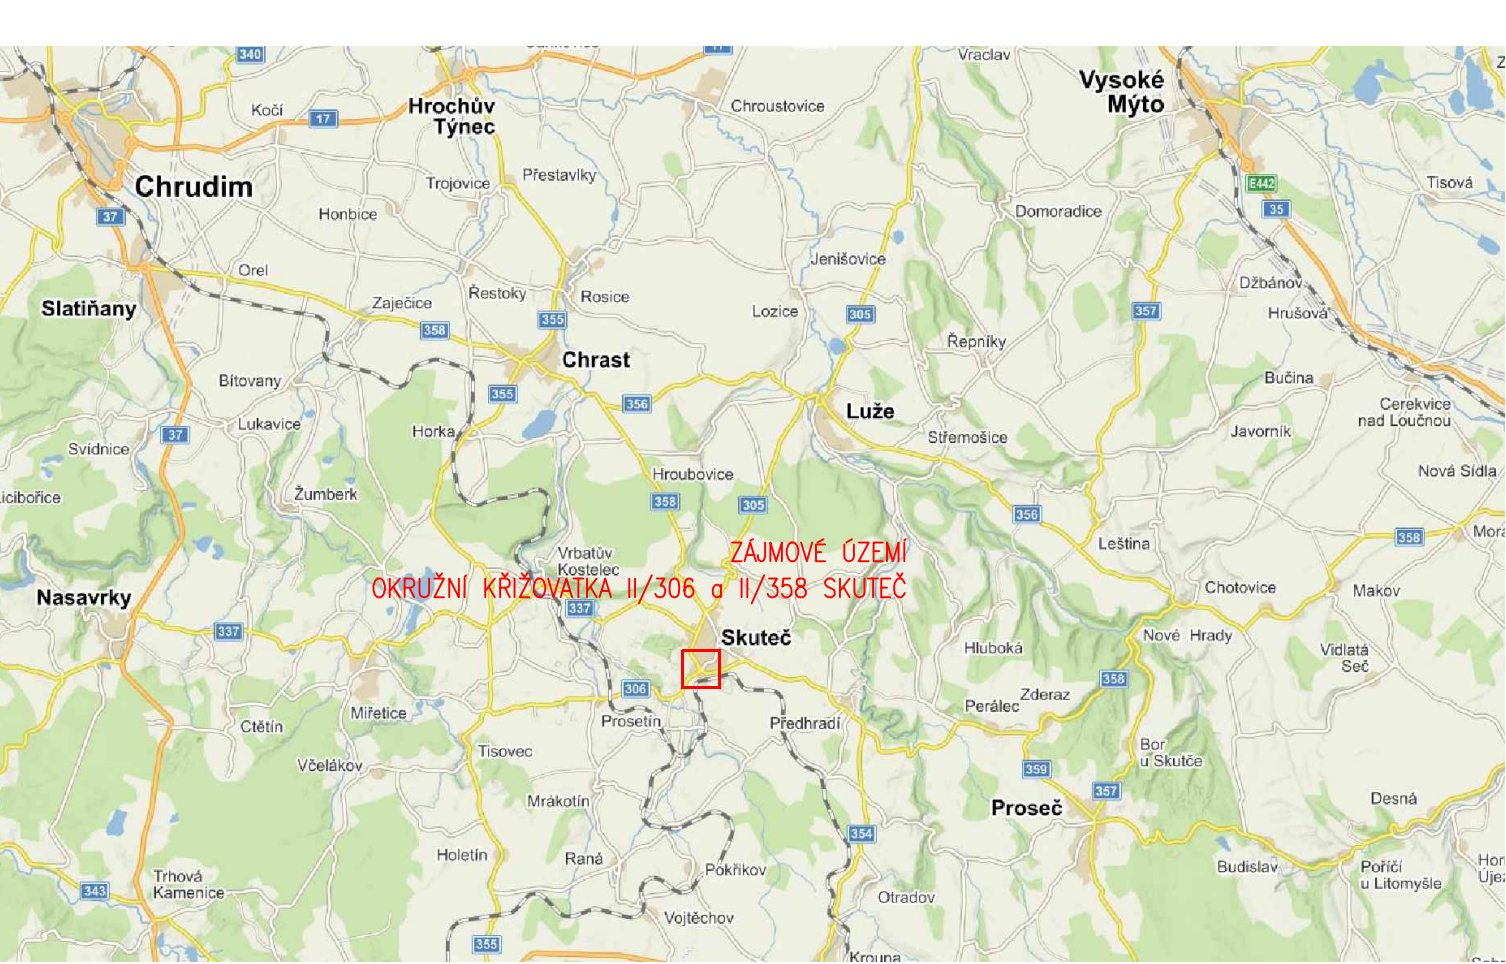 340
17
Vraclav
Vysoké
Mýto
Kočí
17
Hrochův
Týnec
Chroustovice
Chrudim
Trojovice
Přestavlky
E442
Tisová
37
Honbice
Domoradice
35
Orel
Jenišovice
Džbánov
Slatiňany
Zaječice
Řestoky
Rosice
Lozice
305
357
Hrušová
358
355
Řepníky
Chrast
Bítovany
355
356
Bučina
Luže
Cerekvice
nad Loučnou
Lukavice
37
Horka
Střemošice
Javorník
Svídnice
Hroubovice
Nová Sídla
Žumberk
358
305
356
Leština
358
ZÁJMOVÉ ÚZEMÍ
Vrbatův
Kostelec
OKRUŽNÍ KŘIŽOVATKA II/306 a II/358 SKUTEČ
Nasavrky
337
Chotovice
Makov
337
Skuteč
Hluboká
Nové Hrady
Vidlatá
Seč
306
358
Miřetice
Prosetín
Předhradí
Perálec
Zderaz
Ctětín
Tisovec
Bor
u Skutče
Včelákov
359
357
Mrákotín
Proseč
Desná
354
Holetín
Raná
Pokřikov
Budislav
Poříčí
u Litomyšle
Trhová
Kamenice
343
Otradov
Vojtěchov
355
Krouna